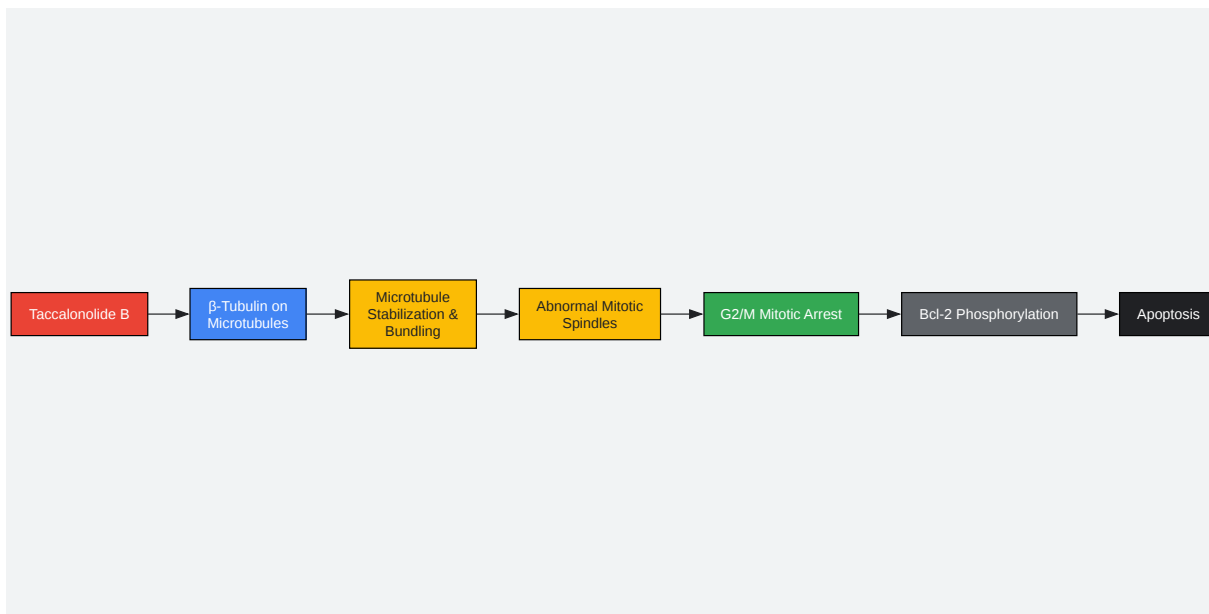 Taccalonolide B
β-Tubulin on
Microtubules
Microtubule
Stabilization &
Bundling
Abnormal Mitotic
Spindles
G2/M Mitotic Arrest
Bcl-2 Phosphorylation
Apoptosis